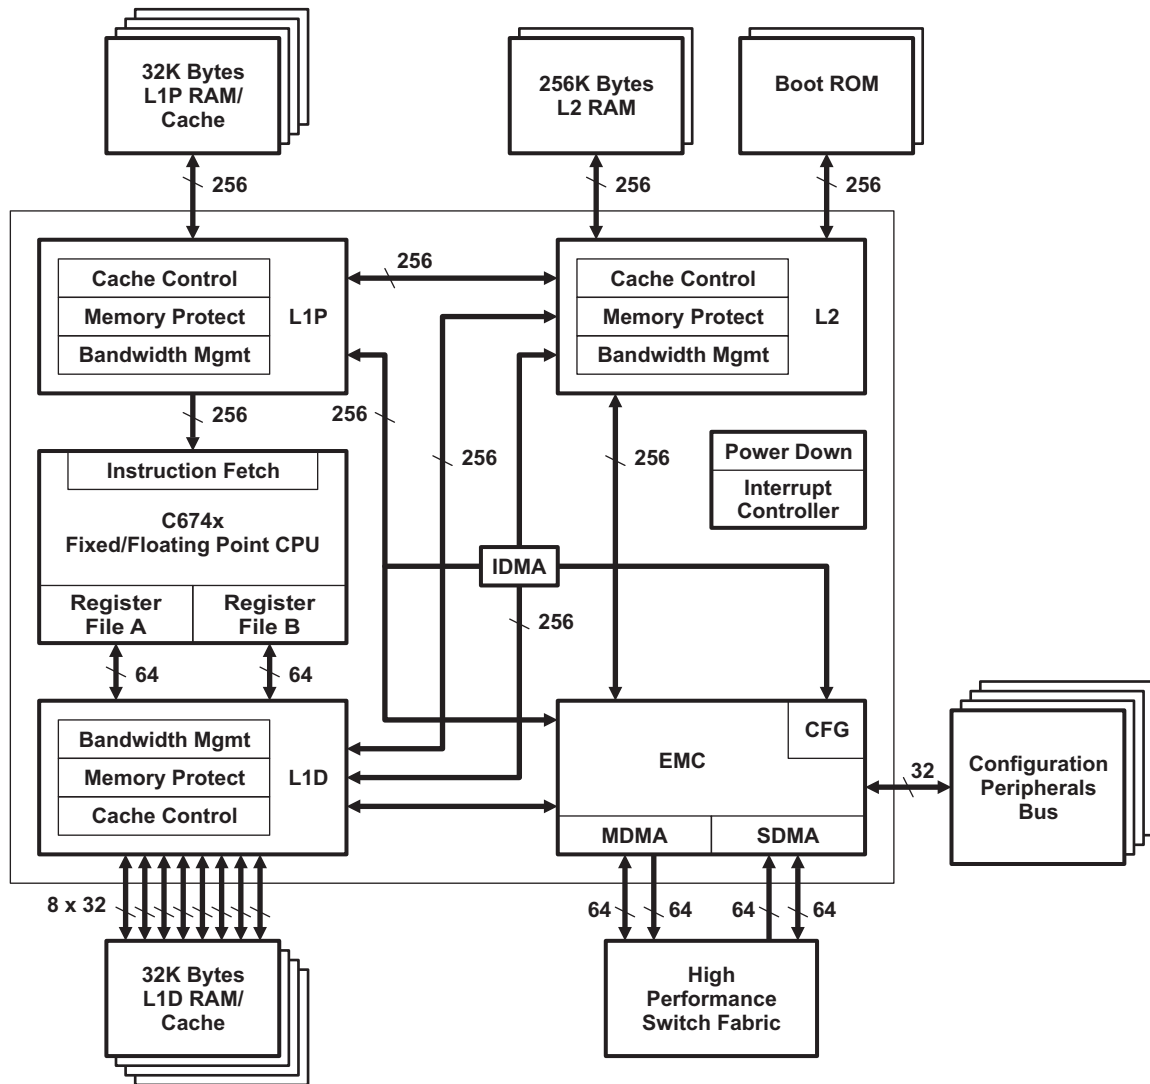 32K Bytes
L1P RAM/
Cache
256K Bytes
L2 RAM
Boot ROM
256
256
256
Cache Control
Memory Protect
Bandwidth Mgmt
L1P
256
Cache Control
Memory Protect
Bandwidth Mgmt
L2
256
256
256
256
Power Down
Interrupt
Controller
Instruction Fetch
C674x
Fixed/Floating Point CPU
Register
File A
Register
File B
IDMA
256
64
64
Bandwidth Mgmt
Memory Protect
Cache Control
L1D
EMC
CFG
MDMA
SDMA
32
Configuration
Peripherals
Bus
8 x 32
64
64
64
64
32K Bytes
L1D RAM/
Cache
High
Performance
Switch Fabric